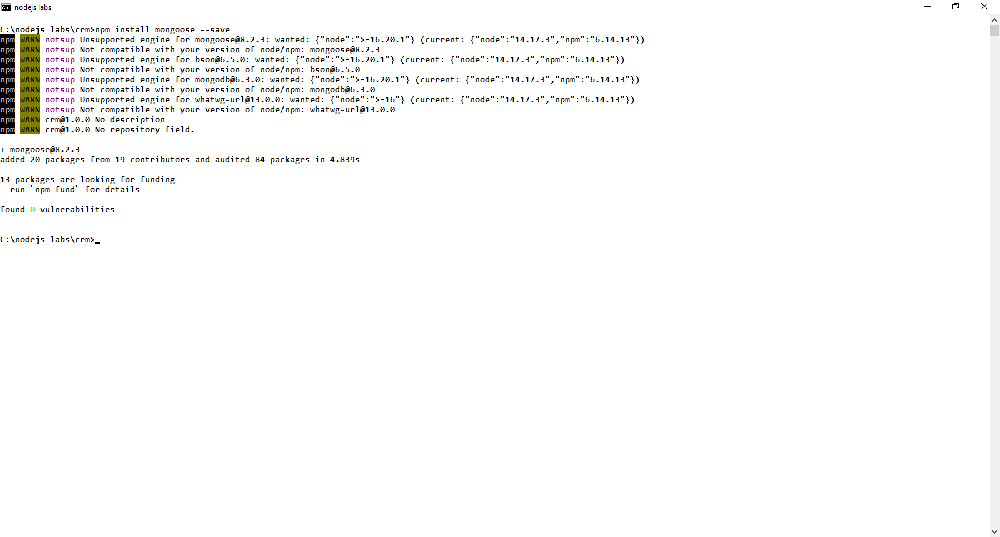 nodejs labs
C:\nodejs_labs\crm>npm install mongoose --save
npm WARN notsup Unsupported engine for mongoose@8.2.3: wanted: {"node":">=16.20.1"} (current: {"node":"14.17.3","npm":"6.14.13"})
npm WARN notsup Not compatible with your version of node/npm: mongoose@8.2.3
npm WARN notsup Unsupported engine for bson@6.5.0: wanted: {"node":">=16.20.1"} (current: {"node":"14.17.3","npm":"6.14.13"})
npm WARN notsup Not compatible with your version of node/npm: bson@6.5.0
npm WARN notsup Unsupported engine for mongodb@6.3.0: wanted: {"node":">=16.20.1"} (current: {"node":"14.17.3","npm":"6.14.13"})
npm WARN notsup Not compatible with your version of node/npm: mongodb@6.3.0
npm WARN notsup Unsupported engine for whatwg-url@13.0.0: wanted: {"node":">=16"} (current: {"node":"14.17.3","npm":"6.14.13"})
npm WARN notsup Not compatible with your version of node/npm: whatwg-url@13.0.0
npm WARN crm@1.0.0 No description
npm WARN crm@1.0.0 No repository field.
+ mongoose@8.2.3
added 20 packages from 19 contributors and audited 84 packages in 4.839s
13 packages are looking for funding
run `npm fund` for details
found 0 vulnerabilities
C:\nodejs_labs\crm>